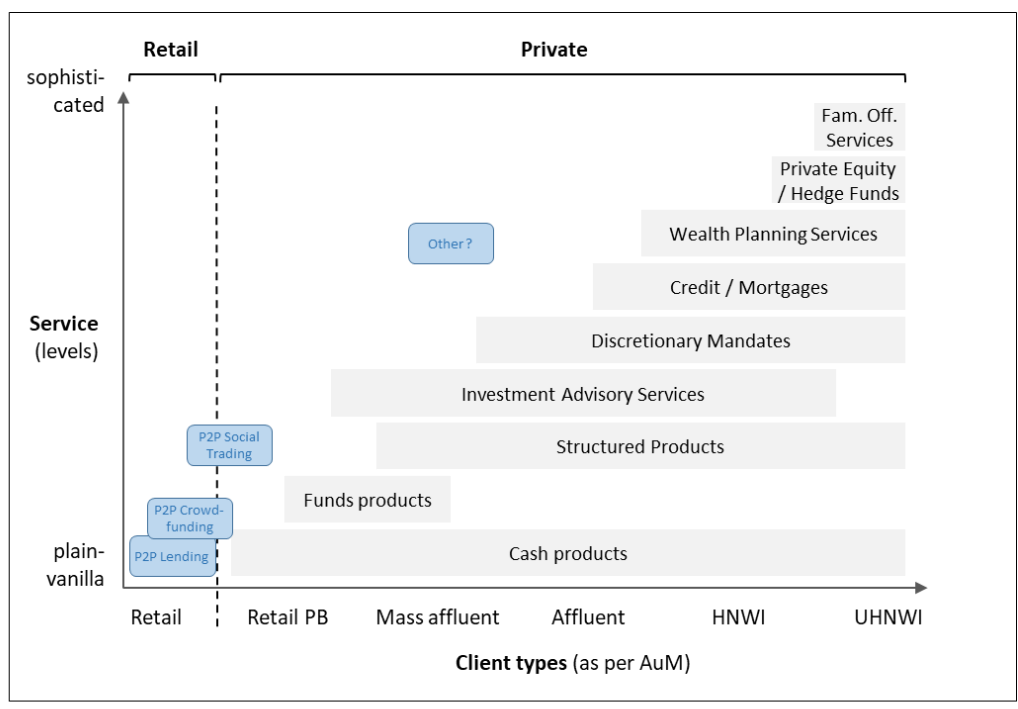 Retail
Private
sophisti-
cated
Fam. Off.
Services
Private Equity
/ Hedge Funds
Wealth Planning Services
Other ?
Credit / Mortgages
Service
(levels)
Discretionary Mandates
Investment Advisory Services
P2P Social
Trading
Structured Products
Funds products
P2P Crowd-
funding
P2P Lending
plain-
vanilla
Cash products
Retail
Retail PB
Mass affluent
Affluent
HNWI
UHNWI
Client types (as per AuM)